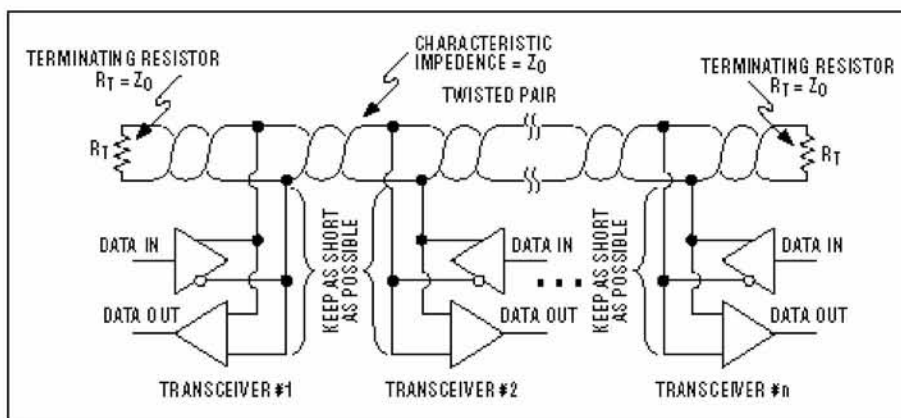 CHARACTERISTIC
IMPEDENCE = Z0
TERMINATING RESISTOR
RT = Z0
TWISTED PAIR
TERMINATING RESISTOR
RT = Z0
RT
RT
DATA IN
DATA OUT
TRANSCEIVER #1
KEEP AS SHORT
AS POSSIBLE
DATA IN
DATA OUT
TRANSCEIVER #2
KEEP AS SHORT
AS POSSIBLE
DATA IN
DATA OUT
TRANSCEIVER #n